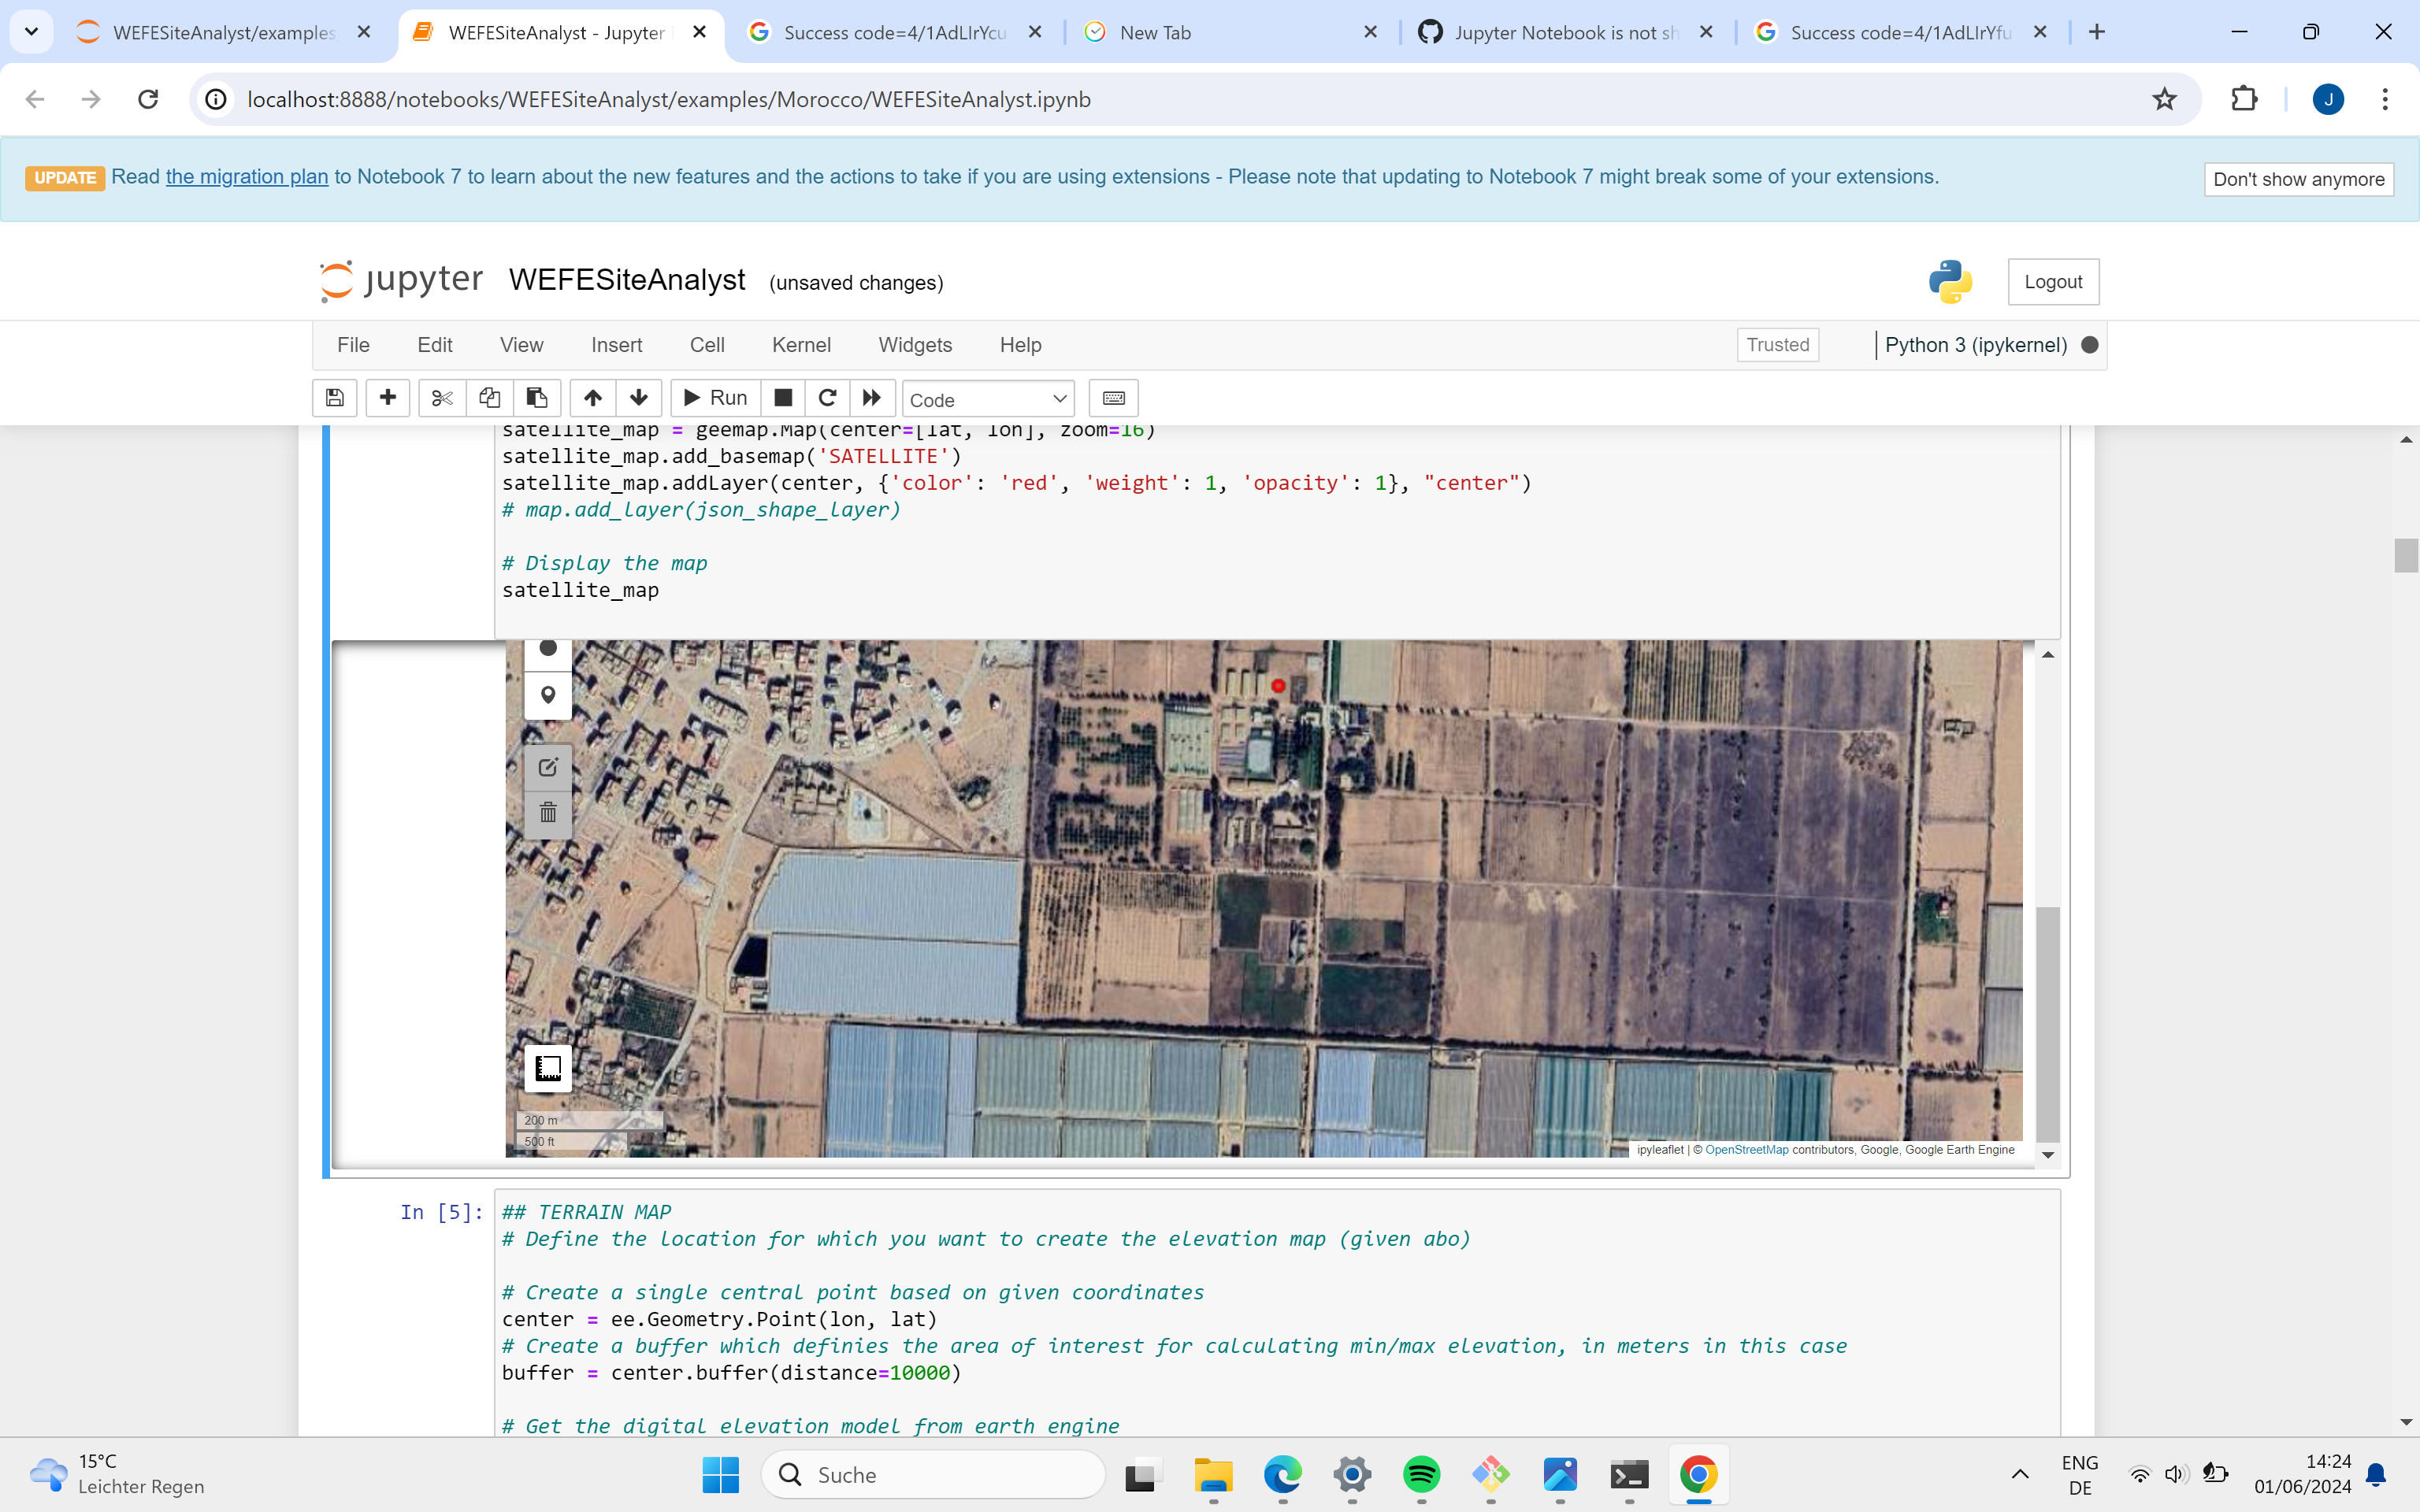 WEFESiteAnalyst/examples
WEFESiteAnalyst - Jupyter
Success code=4/1AdLIrYcu
New Tab
Jupyter Notebook is not sh
Success code=4/1AdLIrYfu
localhost:8888/notebooks/WEFESiteAnalyst/examples/Morocco/WEFESiteAnalyst.ipynb
J
UPDATE Read the migration plan to Notebook 7 to learn about the new features and the actions to take if you are using extensions - Please note that updating to Notebook 7 might break some of your extensions.
Don't show anymore
jupyter WEFESiteAnalyst (unsaved changes)
Logout
File Edit View Insert Cell Kernel Widgets Help
Trusted
Python 3 (ipykernel)
Run
Code
satellite_map = geemap.Map(center=[lat, lon], zoom=16)
satellite_map.add_basemap('SATELLITE')
satellite_map.addLayer(center, {'color': 'red', 'weight': 1, 'opacity': 1}, "center")
# map.add_layer(json_shape_layer)
# Display the map
satellite_map
200 m
500 ft
ipyleaflet | © OpenStreetMap contributors, Google, Google Earth Engine
In [5]:
## TERRAIN MAP
# Define the location for which you want to create the elevation map (given abo)
# Create a single central point based on given coordinates
center = ee.Geometry.Point(lon, lat)
# Create a buffer which definies the area of interest for calculating min/max elevation, in meters in this case
buffer = center.buffer(distance=10000)
# Get the digital elevation model from earth engine
15°C
Leichter Regen
Suche
ENG
DE
14:24
01/06/2024